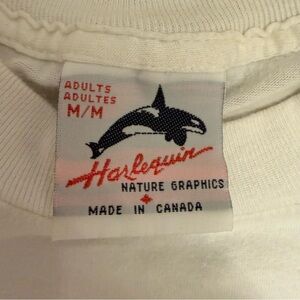 ADULTS
ADULTES
M/M
Harlequin
NATURE GRAPHICS
MADE IN CANADA